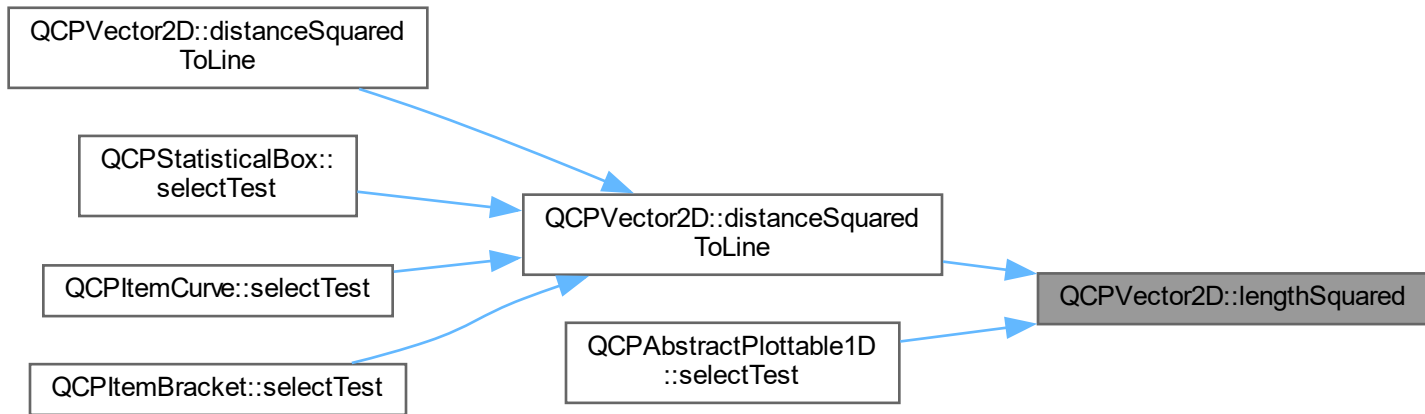 QCPVector2D::distanceSquared
ToLine
QCPStatisticalBox::
selectTest
QCPItemCurve::selectTest
QCPItemBracket::selectTest
QCPVector2D::distanceSquared
ToLine
QCPAbstractPlottable1D
::selectTest
QCPVector2D::lengthSquared